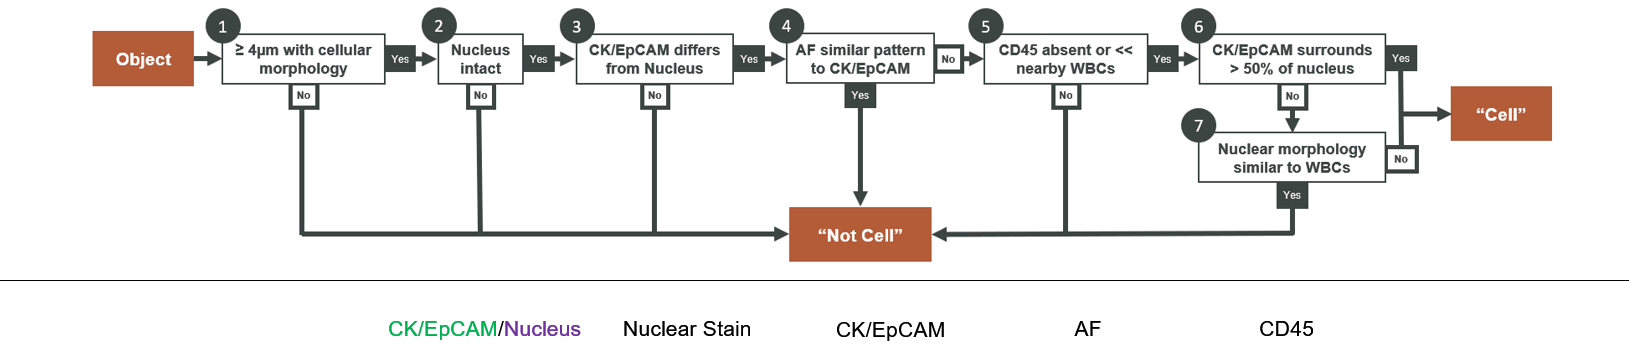 Object
1
≥ 4µm with cellular
morphology
Yes
No
2
Nucleus
intact
Yes
No
3
CK/EpCAM differs
from Nucleus
Yes
No
4
AF similar pattern
to CK/EpCAM
No
Yes
5
CD45 absent or <<
nearby WBCs
Yes
No
6
CK/EpCAM surrounds
> 50% of nucleus
Yes
No
7
Nuclear morphology
similar to WBCs
No
Yes
“Cell”
“Not Cell”
CK/EpCAM/Nucleus
Nuclear Stain
CK/EpCAM
AF
CD45